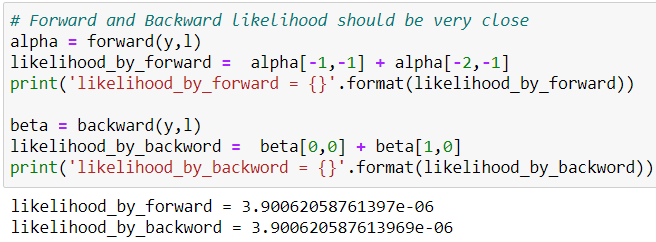 # Forward and Backward likelihood should be very close
alpha = forward(y,l)
likelihood_by_forward =  alpha[-1,-1] + alpha[-2,-1]
print('likelihood_by_forward = {}'.format(likelihood_by_forward))

beta = backward(y,l)
likelihood_by_backword =  beta[0,0] + beta[1,0]
print('likelihood_by_backword = {}'.format(likelihood_by_backword))
likelihood_by_forward = 3.90062058761397e-06
likelihood_by_backword = 3.900620587613969e-06